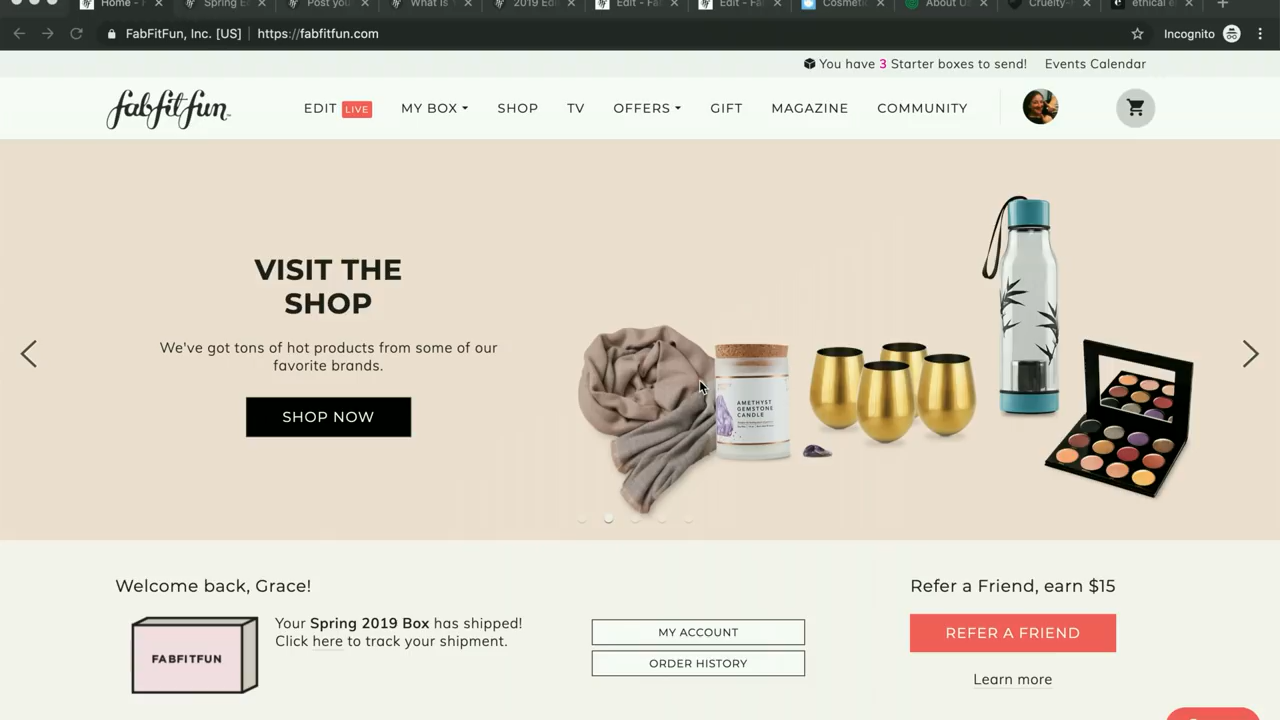 Home -
Spring E
Post you
What Is
2019 Edi
Edit - Fa
Edit - Fa
Cosmetic
About Us
Cruelty-F
ethical e
FabFitFun, Inc. [US] | https://fabfitfun.com
Incognito
You have 3 Starter boxes to send!
Events Calendar
fabfitfun
EDIT LIVE
MY BOX
SHOP
TV
OFFERS
GIFT
MAGAZINE
COMMUNITY
VISIT THE
SHOP
We've got tons of hot products from some of our
favorite brands.
SHOP NOW
AMETHYST
GEMSTONE
CANDLE
Welcome back, Grace!
FABFITFUN
Your Spring 2019 Box has shipped!
Click here to track your shipment.
MY ACCOUNT
ORDER HISTORY
Refer a Friend, earn $15
REFER A FRIEND
Learn more